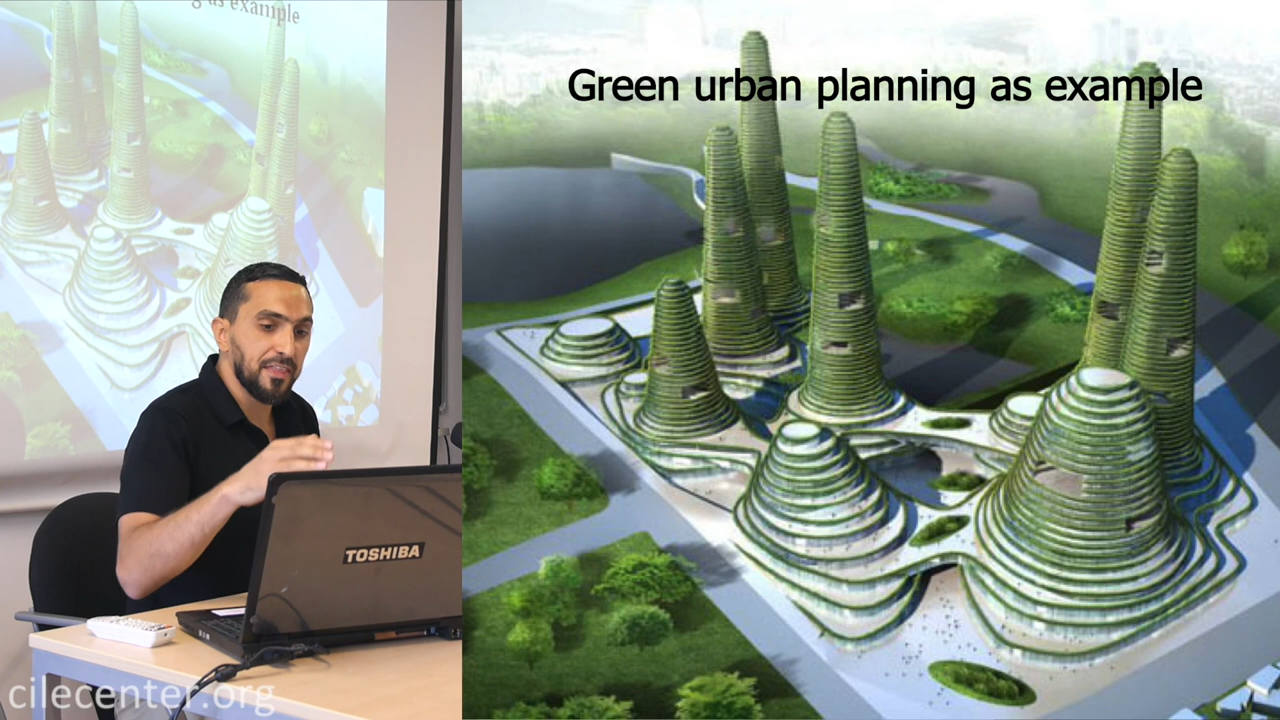 g as example
Green urban planning as example
TOSHIBA
cilecenter.org